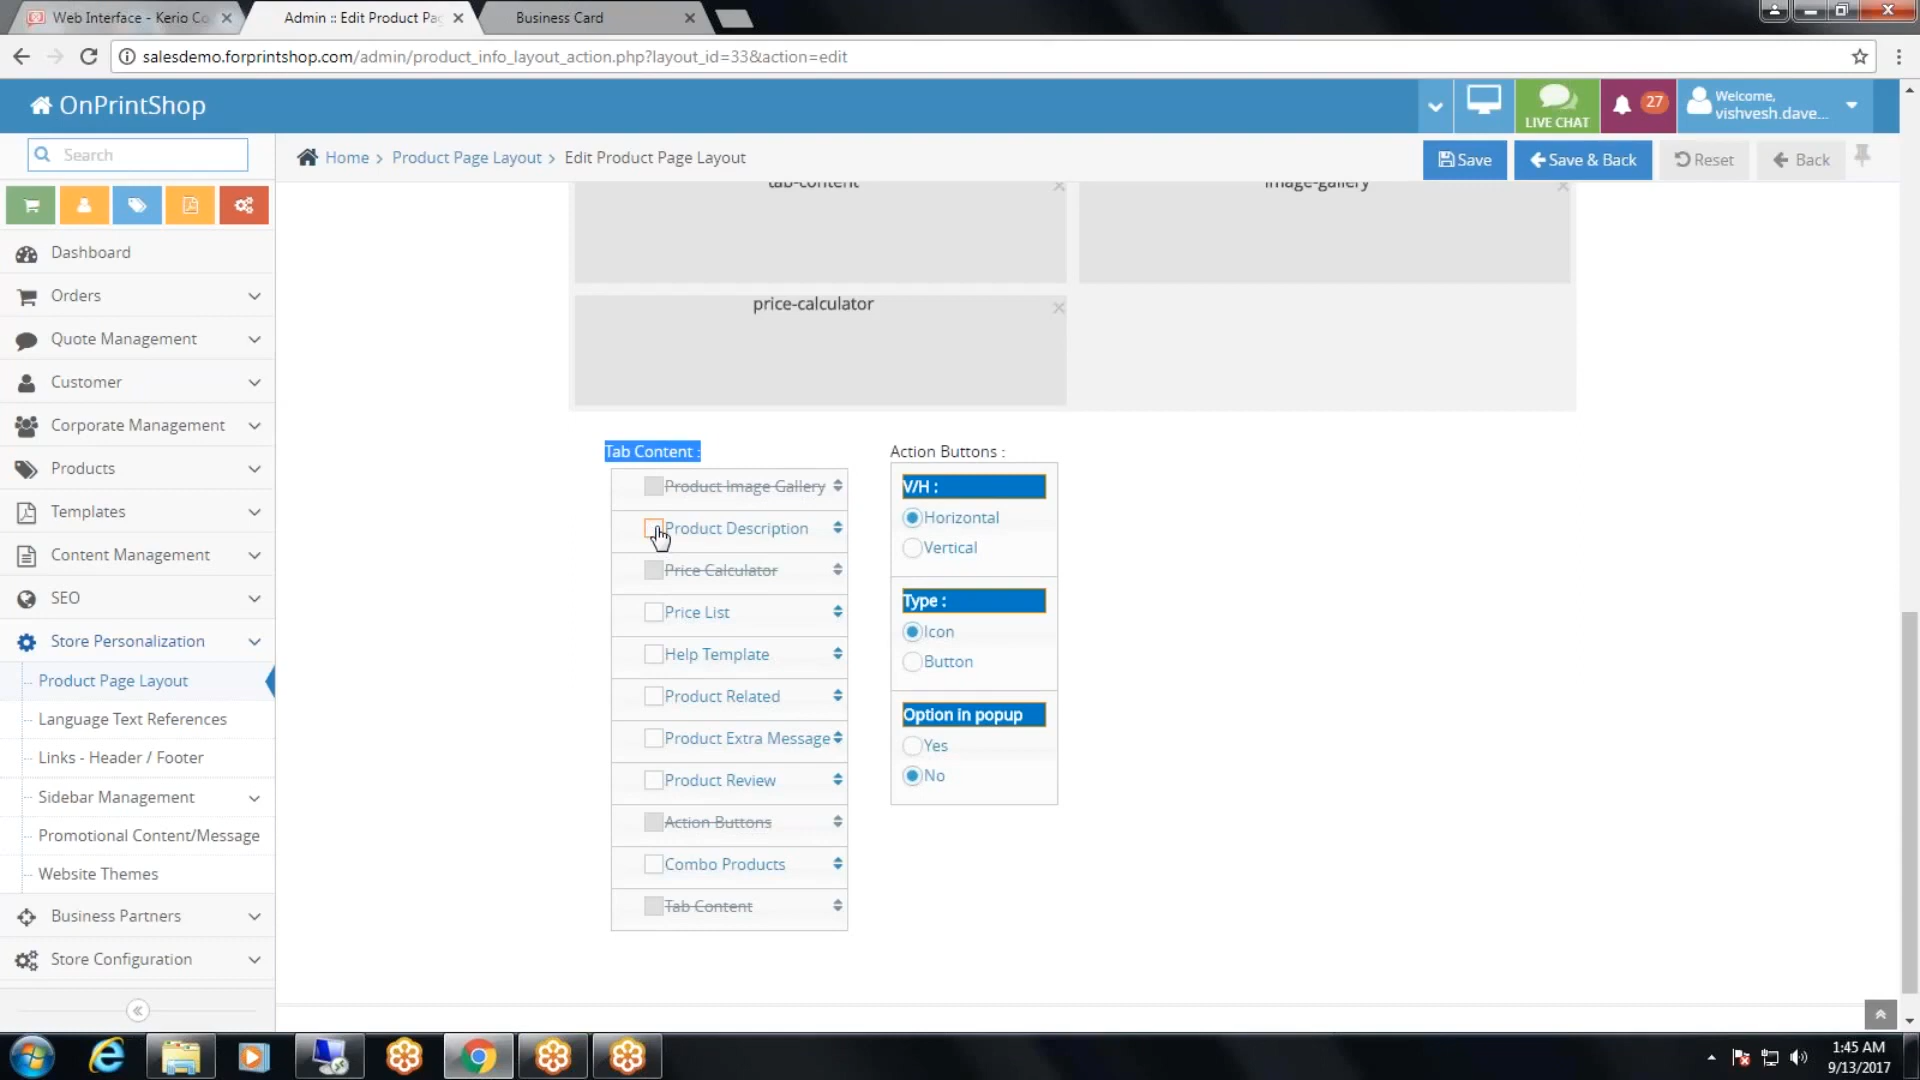 Web Interface - Kerio Co
Admin :: Edit Product Pag
Business Card
salesdemo.forprintshop.com/admin/product_info_layout_action.php?layout_id=33&action=edit
OnPrintShop
LIVE CHAT
27
Welcome,
vishvesh.dave...
Search
Home > Product Page Layout > Edit Product Page Layout
Save
Save & Back
Reset
Back
Dashboard
Orders
Quote Management
Customer
Corporate Management
Products
Templates
Content Management
SEO
Store Personalization
Product Page Layout
Language Text References
Links - Header / Footer
Sidebar Management
Promotional Content/Message
Website Themes
Business Partners
Store Configuration
tab-content
image-gallery
price-calculator
Tab Content :
Product Image Gallery
Product Description
Price Calculator
Price List
Help Template
Product Related
Product Extra Message
Product Review
Action Buttons
Combo Products
Tab Content
Action Buttons :
V/H :
Horizontal
Vertical
Type :
Icon
Button
Option in popup
Yes
No
1:45 AM
9/13/2017